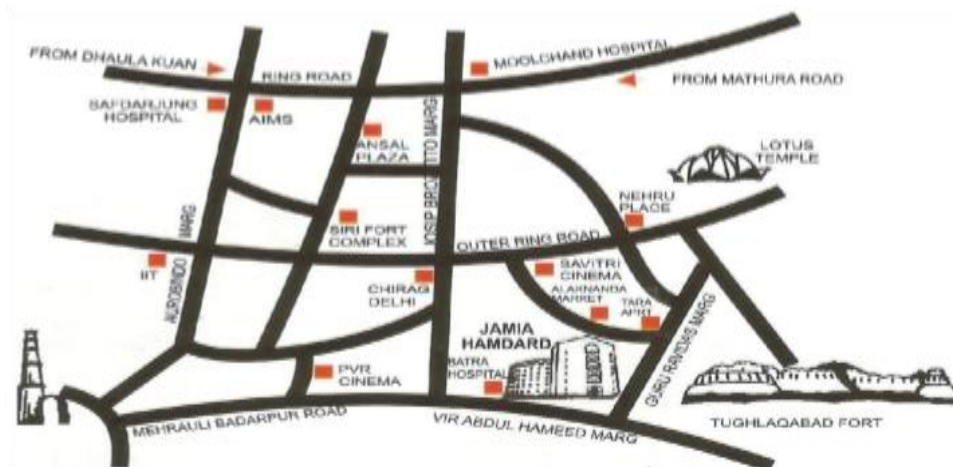 FROM DHAULA KUAN
RING ROAD
MOOLCHAND HOSPITAL
FROM MATHURA ROAD
SAFDARJUNG
HOSPITAL
AIMS
ANSAL
PLAZA
JOSIP BROZ TITO MARG
LOTUS
TEMPLE
NEHRU
PLACE
AUROBINDO MARG
SIRI FORT
COMPLEX
OUTER RING ROAD
IIT
CHIRAG
DELHI
SAVITRI
CINEMA
ALAKNANDA
MARKET
TARA
APRT
JAMIA
HAMDARD
GURU RAVIDAS MARG
PVR
CINEMA
BATRA
HOSPITAL
MEHRAULI BADARPUR ROAD
VIR ABDUL HAMEED MARG
TUGHLAQABAD FORT